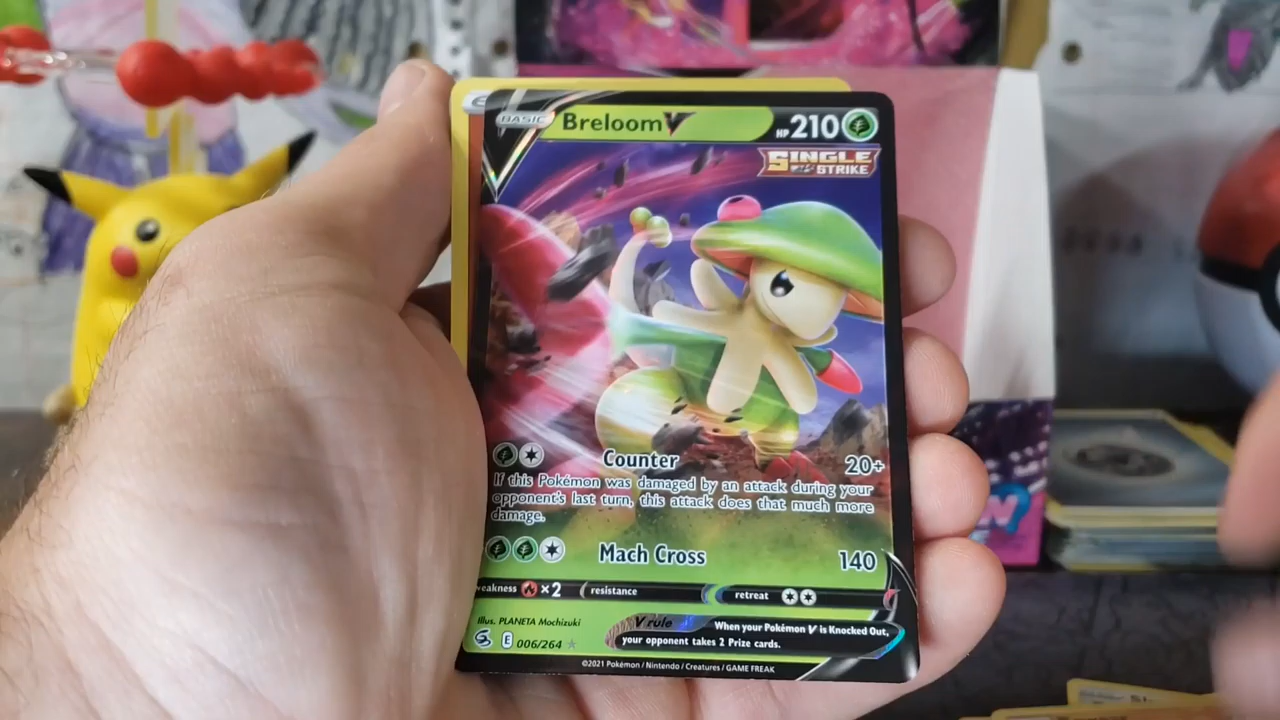 BASIC Breloom V HP 210
SINGLE
STRIKE
Counter 20+
If this Pokémon was damaged by an attack during your
opponent's last turn, this attack does that much more
damage.
Mach Cross 140
weakness ×2 resistance retreat
Illus. PLANETA Mochizuki
V rule When your Pokémon V is Knocked Out,
your opponent takes 2 Prize cards.
E 006/264
©2021 Pokémon / Nintendo / Creatures / GAME FREAK